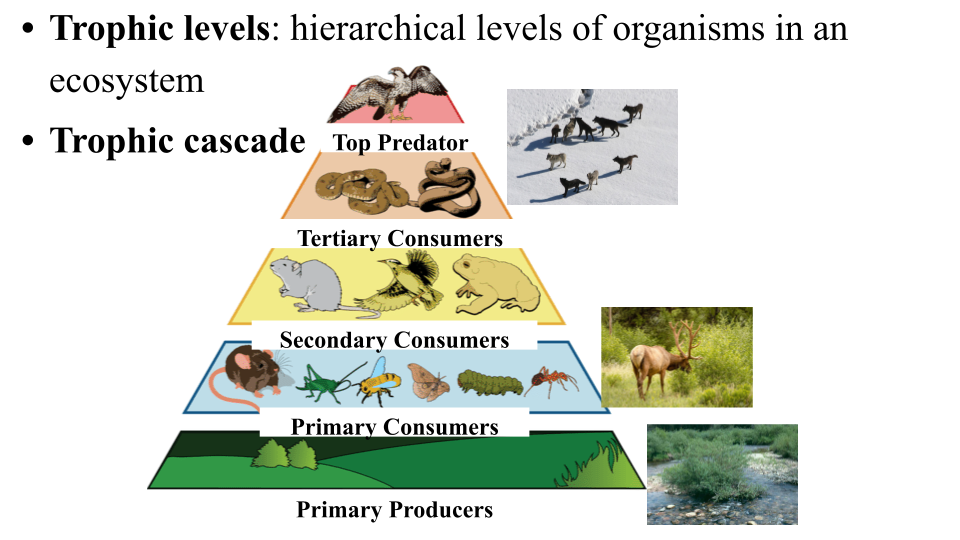 • Trophic levels: hierarchical levels of organisms in an
ecosystem
• Trophic cascade
Top Predator
Tertiary Consumers
Secondary Consumers
Primary Consumers
Primary Producers